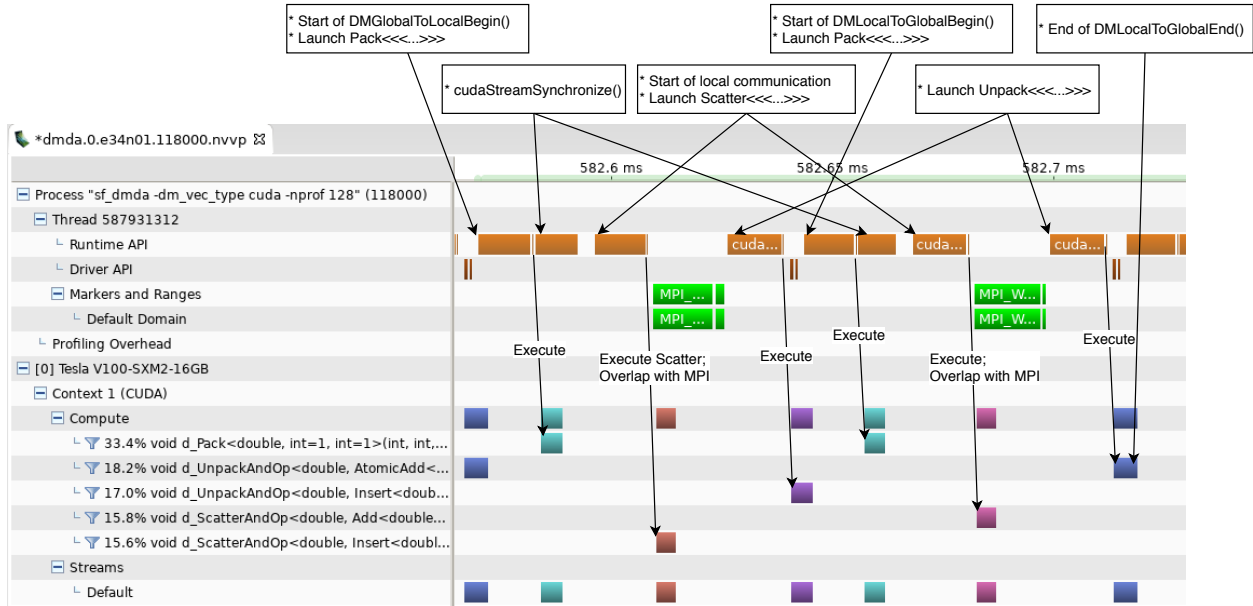 * Start of DMGlobalToLocalBegin()
* Launch Pack<<<...>>>
* Start of DMLocalToGlobalBegin()
* Launch Pack<<<...>>>
* End of DMLocalToGlobalEnd()
* cudaStreamSynchronize()
* Start of local communication
* Launch Scatter<<<...>>>
* Launch Unpack<<<...>>>
*dmda.0.e34n01.118000.nvvp
582.6 ms
582.65 ms
582.7 ms
Process "sf_dmda -dm_vec_type cuda -nprof 128" (118000)
Thread 587931312
Runtime API
cuda...
cuda...
cuda...
Driver API
Markers and Ranges
MPI_...
MPI_W...
Default Domain
MPI_...
MPI_W...
Profiling Overhead
Execute
Execute Scatter;
Overlap with MPI
Execute
Execute
Execute;
Overlap with MPI
Execute
[0] Tesla V100-SXM2-16GB
Context 1 (CUDA)
Compute
33.4% void d_Pack<double, int=1, int=1>(int, int,...
18.2% void d_UnpackAndOp<double, AtomicAdd<...
17.0% void d_UnpackAndOp<double, Insert<doub...
15.8% void d_ScatterAndOp<double, Add<double...
15.6% void d_ScatterAndOp<double, Insert<doubl...
Streams
Default